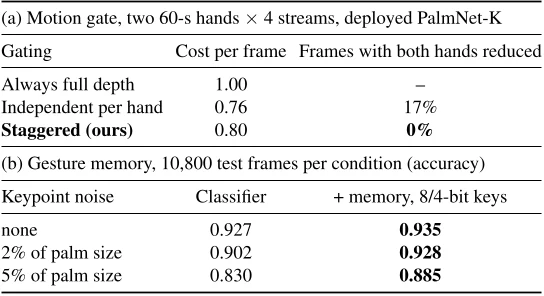 (a) Motion gate, two 60-s hands × 4 streams, deployed PalmNet-K
Gating Cost per frame Frames with both hands reduced
Always full depth 1.00 –
Independent per hand 0.76 17%
Staggered (ours) 0.80 0%
(b) Gesture memory, 10,800 test frames per condition (accuracy)
Keypoint noise Classifier + memory, 8/4-bit keys
none 0.927 0.935
2% of palm size 0.902 0.928
5% of palm size 0.830 0.885